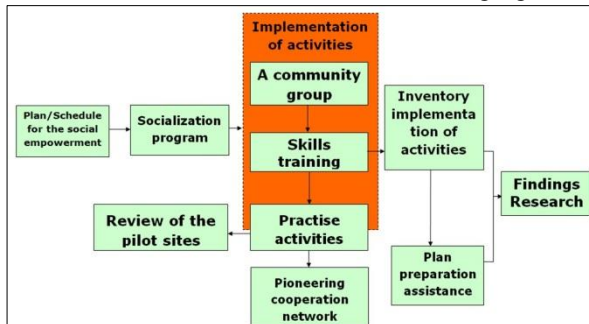 Implementation
of activities
A community
group
Plan/Schedule
for the social
empowerment
Socialization
program
Skills
training
Inventory
implementa
tion of
activities
Findings
Research
Review of the
pilot sites
Practise
activities
Plan
preparation
assistance
Pioneering
cooperation
network